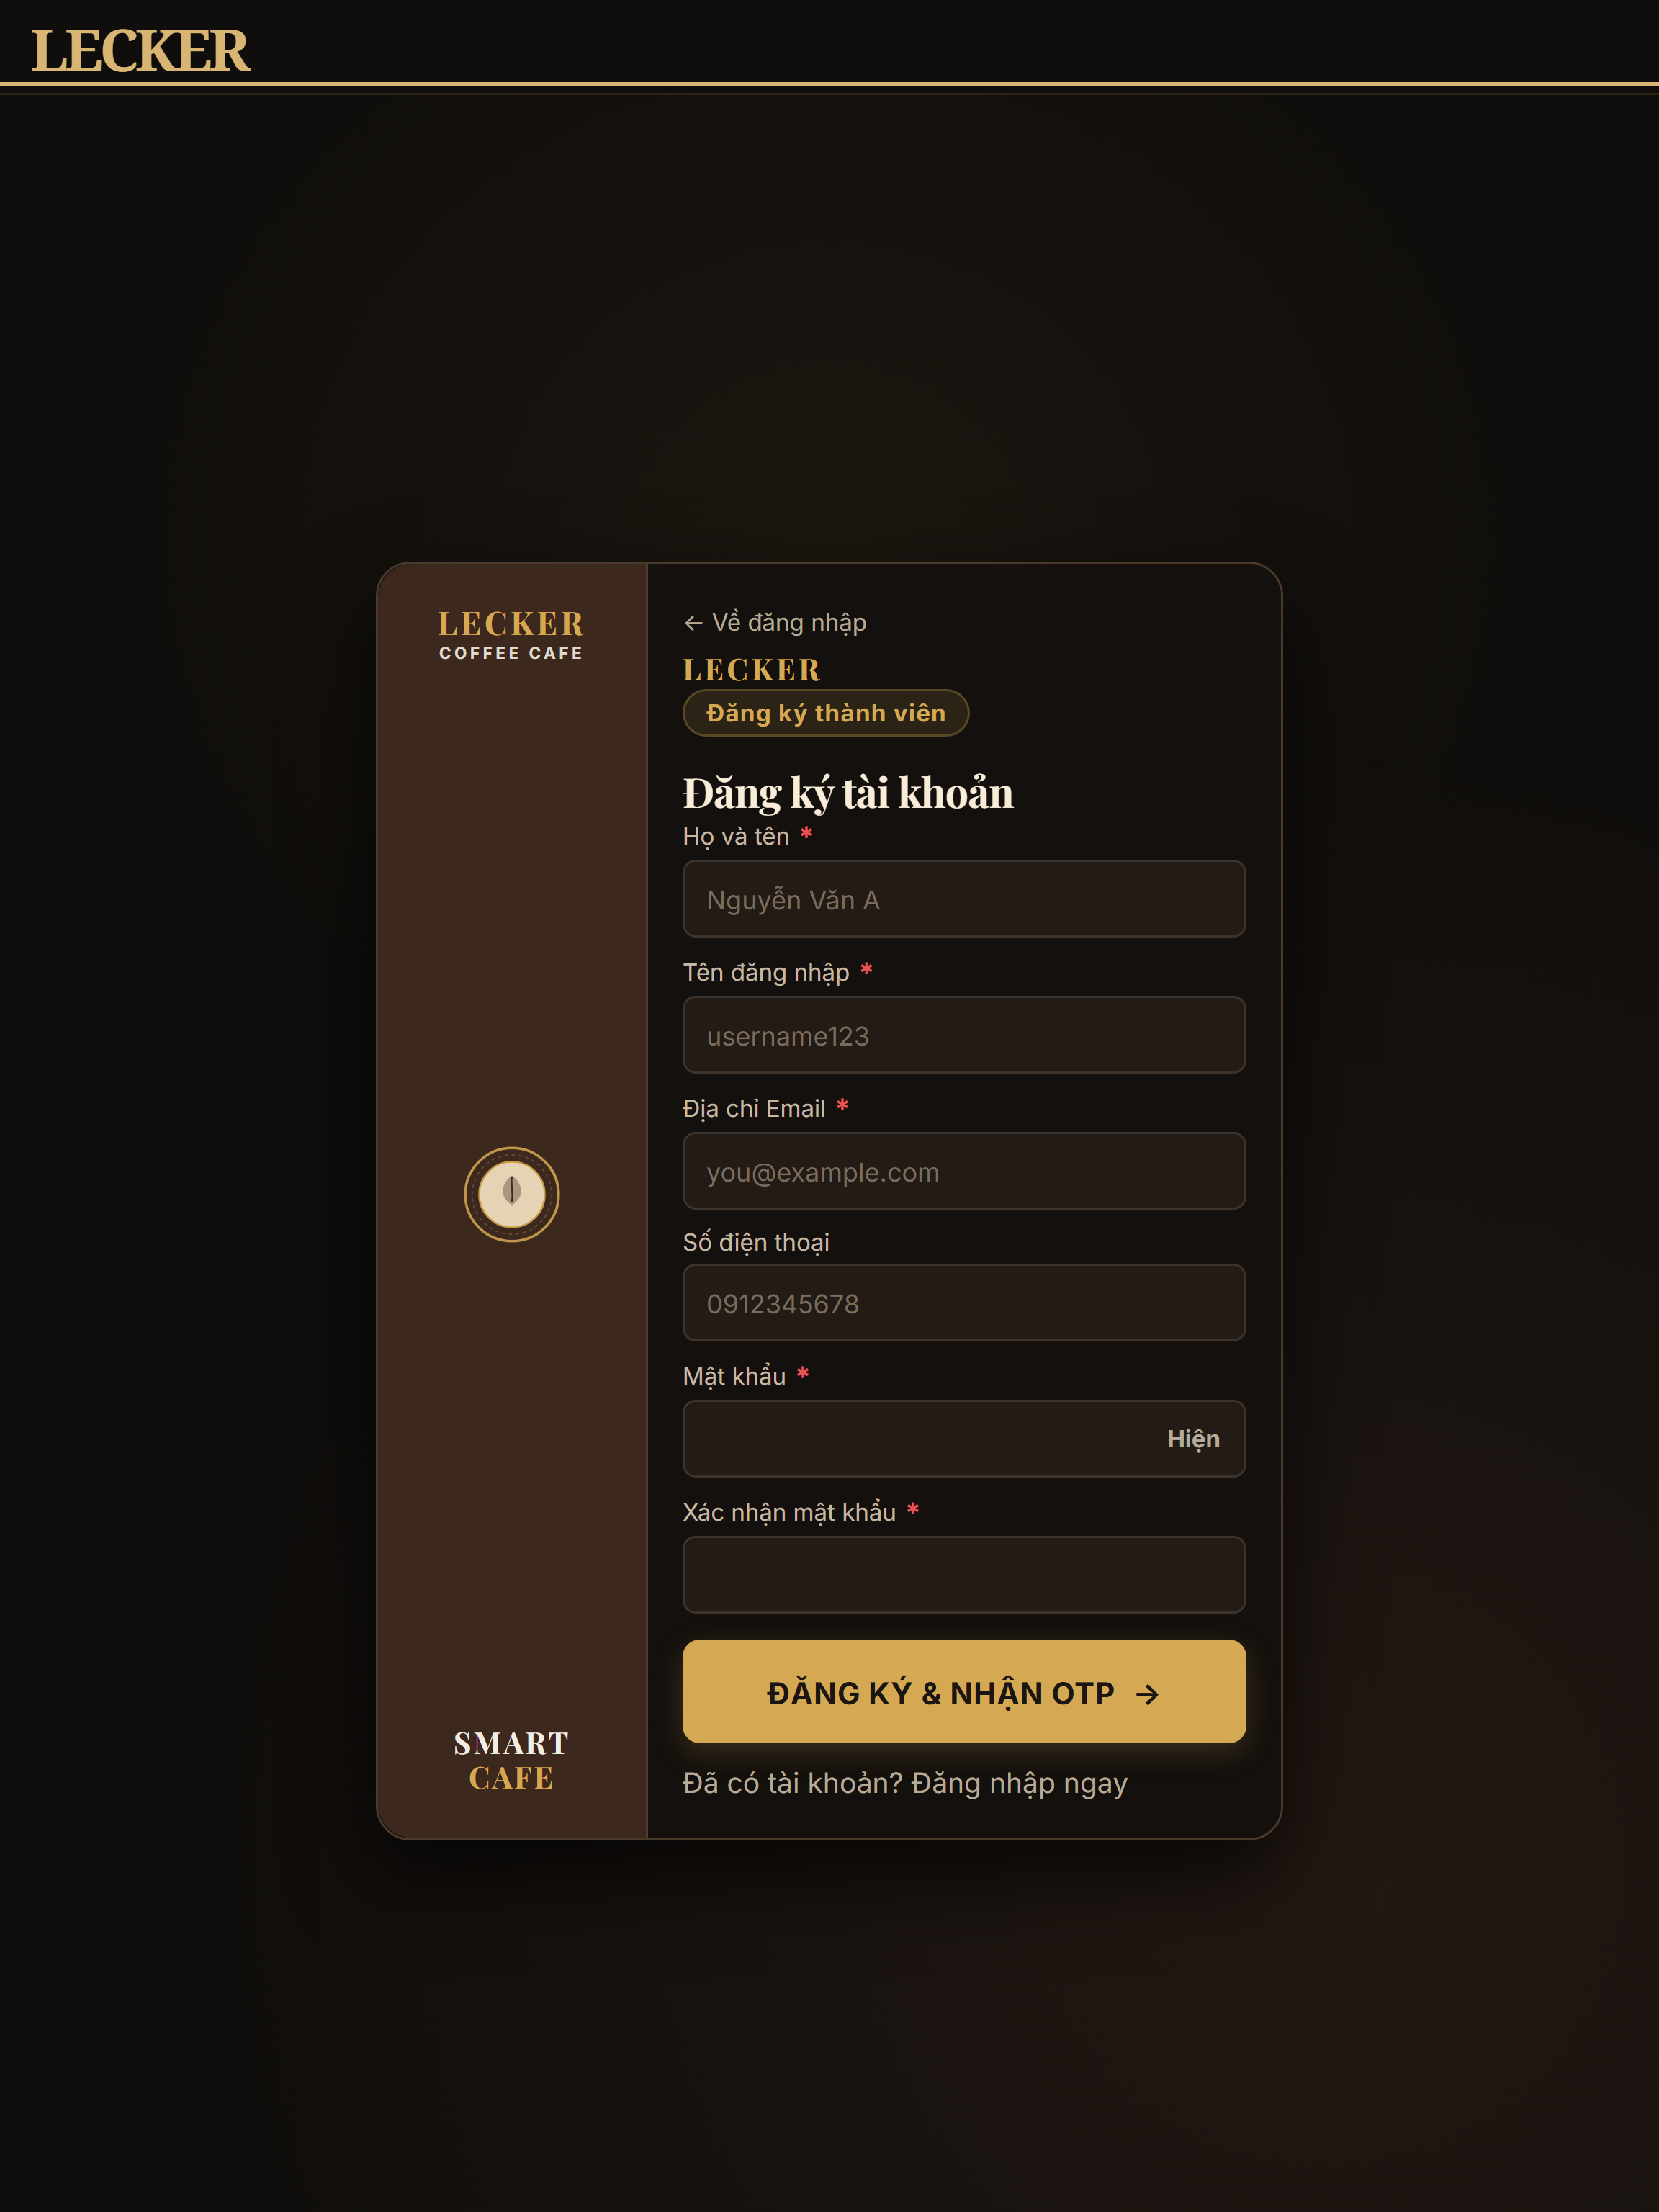 LECKER
LECKER
COFFEE CAFE
SMART
CAFE
← Về đăng nhập
LECKER
Đăng ký thành viên
Đăng ký tài khoản
Họ và tên *
Nguyễn Văn A
Tên đăng nhập *
username123
Địa chỉ Email *
you@example.com
Số điện thoại
0912345678
Mật khẩu *
Hiện
Xác nhận mật khẩu *
ĐĂNG KÝ & NHẬN OTP →
Đã có tài khoản? Đăng nhập ngay